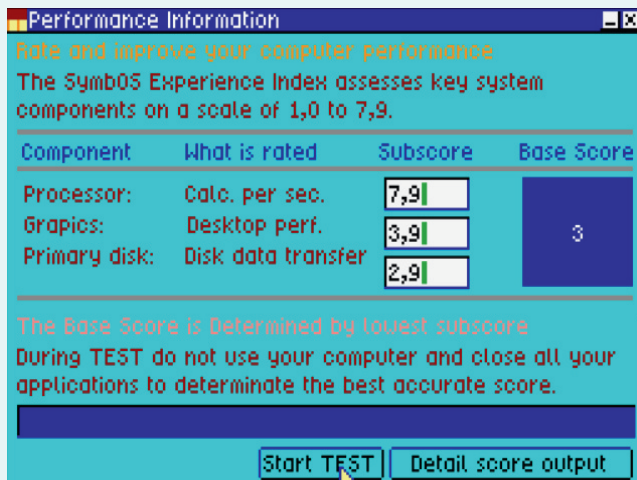 Performance Information
Rate and improve your computer performance
The SymbOS Experience Index assesses key system
components on a scale of 1,0 to 7,9.
Component What is rated Subscore Base Score
Processor: Calc. per sec. 7,9
Grapics: Desktop perf. 3,9
Primary disk: Disk data transfer 2,9
3
The Base Score is Determined by lowest subscore
During TEST do not use your computer and close all your
applications to determinate the best accurate score.
Start TEST Detail score output